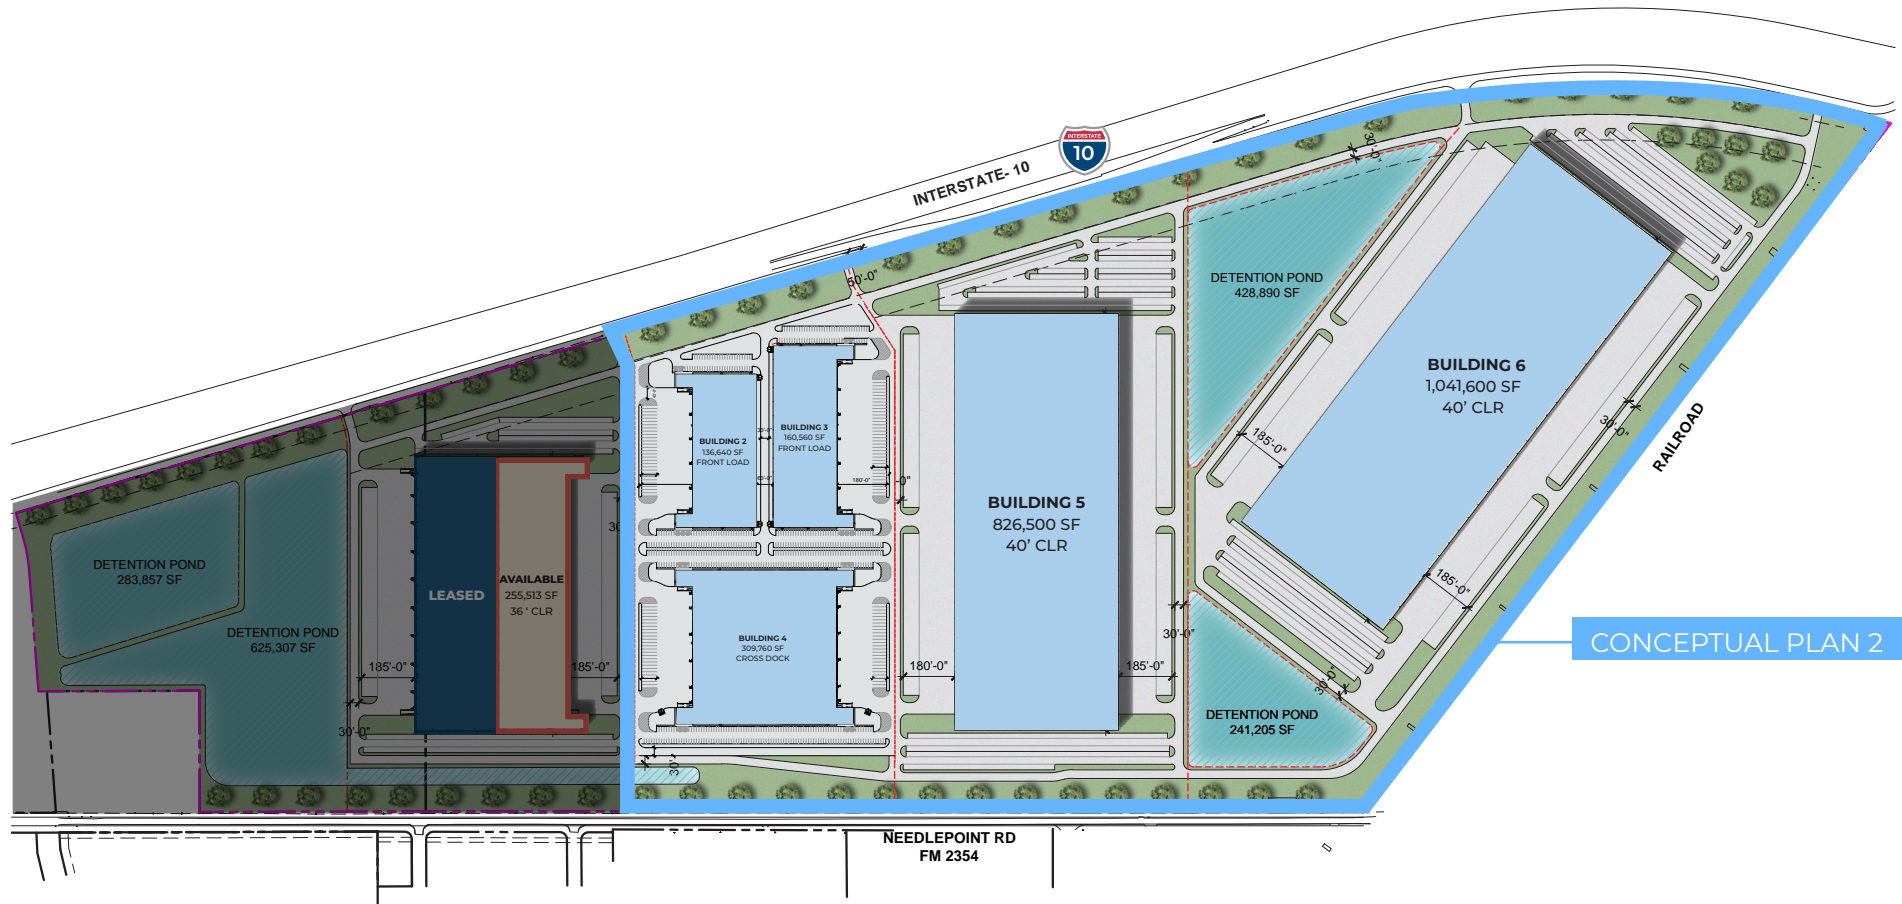 INTERSTATE
10
INTERSTATE- 10
30'-0"
50'-0"
DETENTION POND
428,890 SF
BUILDING 6
1,041,600 SF
40' CLR
185'-0"
30'-0"
RAILROAD
BUILDING 2
136,640 SF
FRONT LOAD
BUILDING 3
160,560 SF
FRONT LOAD
180'-0"
-0"
BUILDING 5
826,500 SF
40' CLR
DETENTION POND
283,857 SF
DETENTION POND
625,307 SF
LEASED
AVAILABLE
255,513 SF
36 ' CLR
30
185'-0"
185'-0"
30'-0"
BUILDING 4
309,760 SF
CROSS DOCK
30'
180'-0"
185'-0"
30'-0"
185'-0"
30'-0"
DETENTION POND
241,205 SF
CONCEPTUAL PLAN 2
NEEDLEPOINT RD
FM 2354